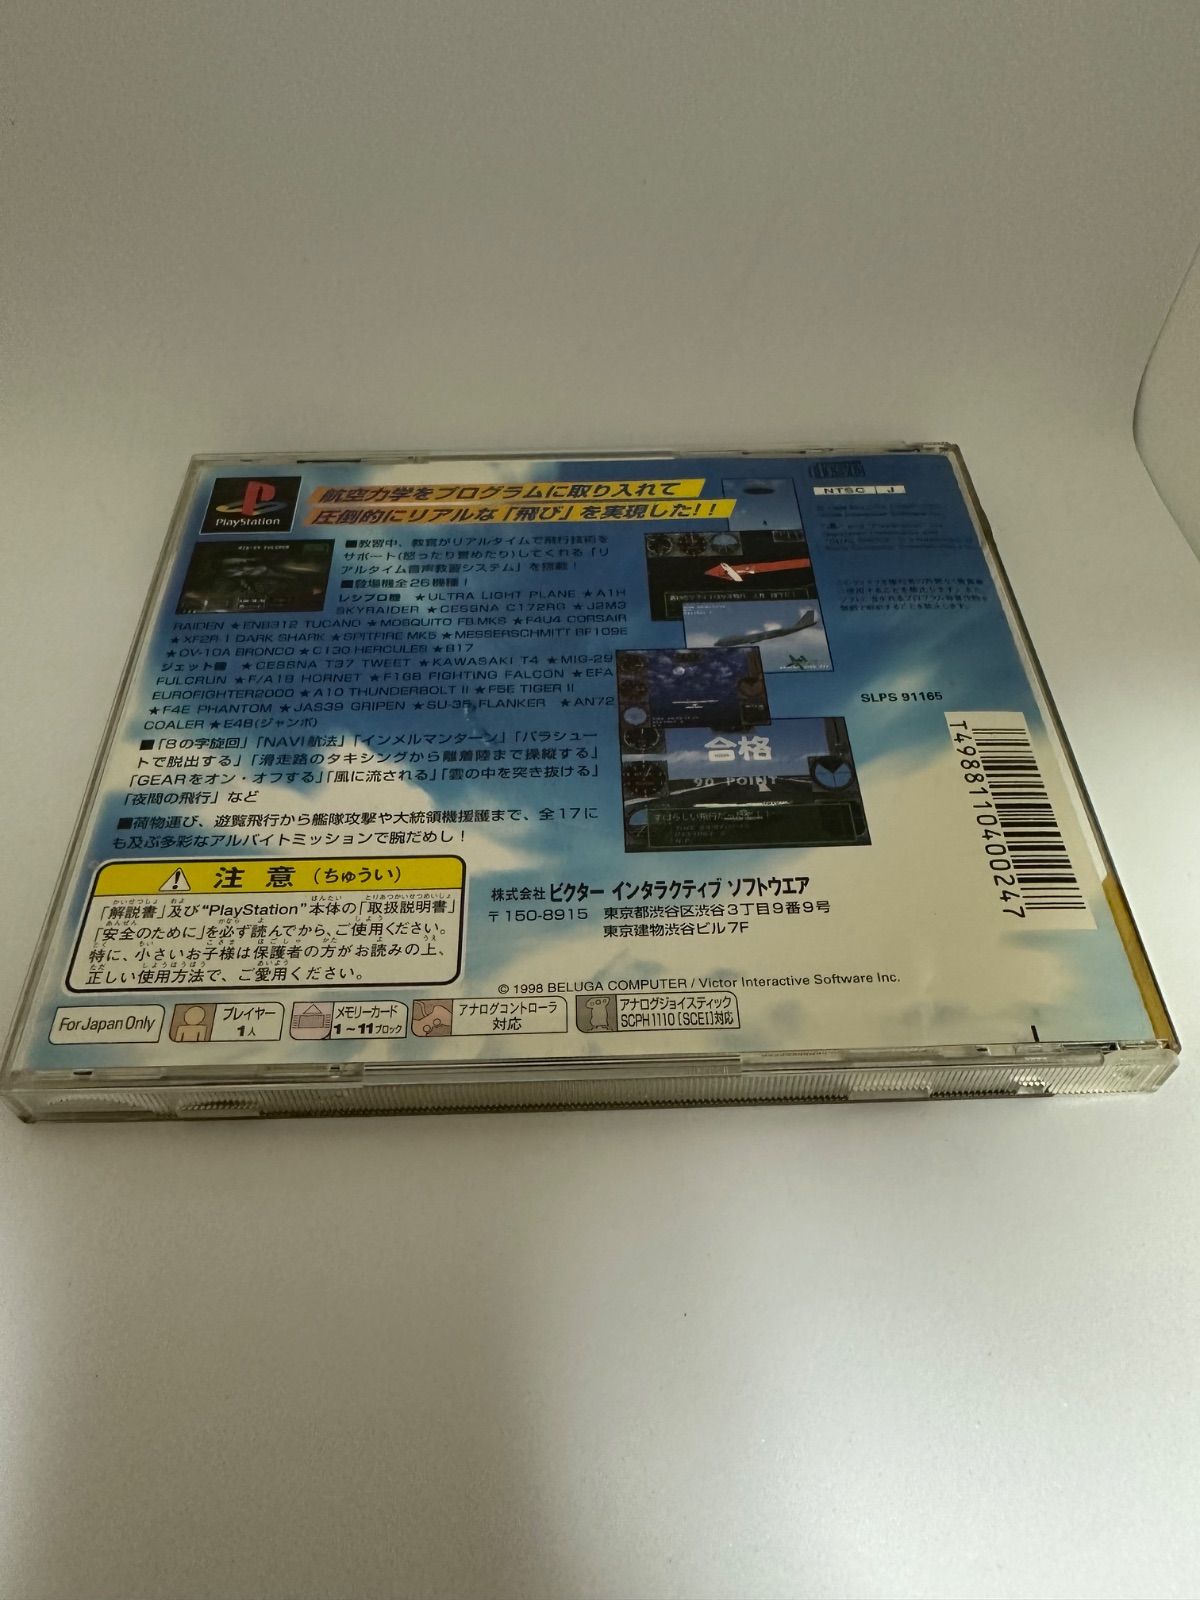 PlayStation
航空力学をプログラムに取り入れて
圧倒的にリアルな「飛び」を実現した!!
■教習中、教官がリアルタイムで飛行技術を
サポート(怒ったり誉めたり)してくれる「リ
アルタイム音声教習システム」を搭載!
■登場機全26機種!
レシプロ機 ★ULTRA LIGHT PLANE ★A1H
SKYRAIDER ★CESSNA C172RG ★J2M3
RAIDEN ★ENB312 TUCANO ★MOSQUITO FB.MK6 ★F4U4 CORSAIR
★XF2R-1 DARK SHARK ★SPITFIRE MK5 ★MESSERSCHMITT BF109E
★OV-10A BRONCO ★C130 HERCULES ★B17
ジェット機 ★CESSNA T37 TWEET ★KAWASAKI T4 ★MIG-29
FULCRUN ★F/A18 HORNET ★F16B FIGHTING FALCON ★EFA
EUROFIGHTER2000 ★A10 THUNDERBOLT II ★F5E TIGER II
★F4E PHANTOM ★JAS39 GRIPEN ★SU-35 FLANKER ★AN72
COALER ★E4B(ジャンボ)
■「8の字旋回」「NAVI航法」「インメルマンターン」「パラシュー
トで脱出する」「滑走路のタキシングから離着陸まで操縦する」
「GEARをオン・オフする」「風に流される」「雲の中を突き抜ける」
「夜間の飛行」など
■荷物運び、遊覧飛行から艦隊攻撃や大統領機援護まで、全17に
も及ぶ多彩なアルバイトミッションで腕だめし!
合格
90 POINT
すばらしい飛行だったぞ!
NTSC J
SLPS 91165
T4988110400247
注意(ちゅうい)
「解説書」及び"PlayStation"本体の「取扱説明書」
「安全のために」を必ず読んでから、ご使用ください。
特に、小さいお子様は保護者の方がお読みの上、
正しい使用方法で、ご愛用ください。
株式会社 ビクター インタラクティブ ソフトウエア
〒150-8915 東京都渋谷区渋谷3丁目9番9号
東京建物渋谷ビル7F
© 1998 BELUGA COMPUTER / Victor Interactive Software Inc.
For Japan Only
プレイヤー
1人
メモリーカード
1~11ブロック
アナログコントローラ
対応
アナログジョイスティック
SCPH1110[SCEI]対応